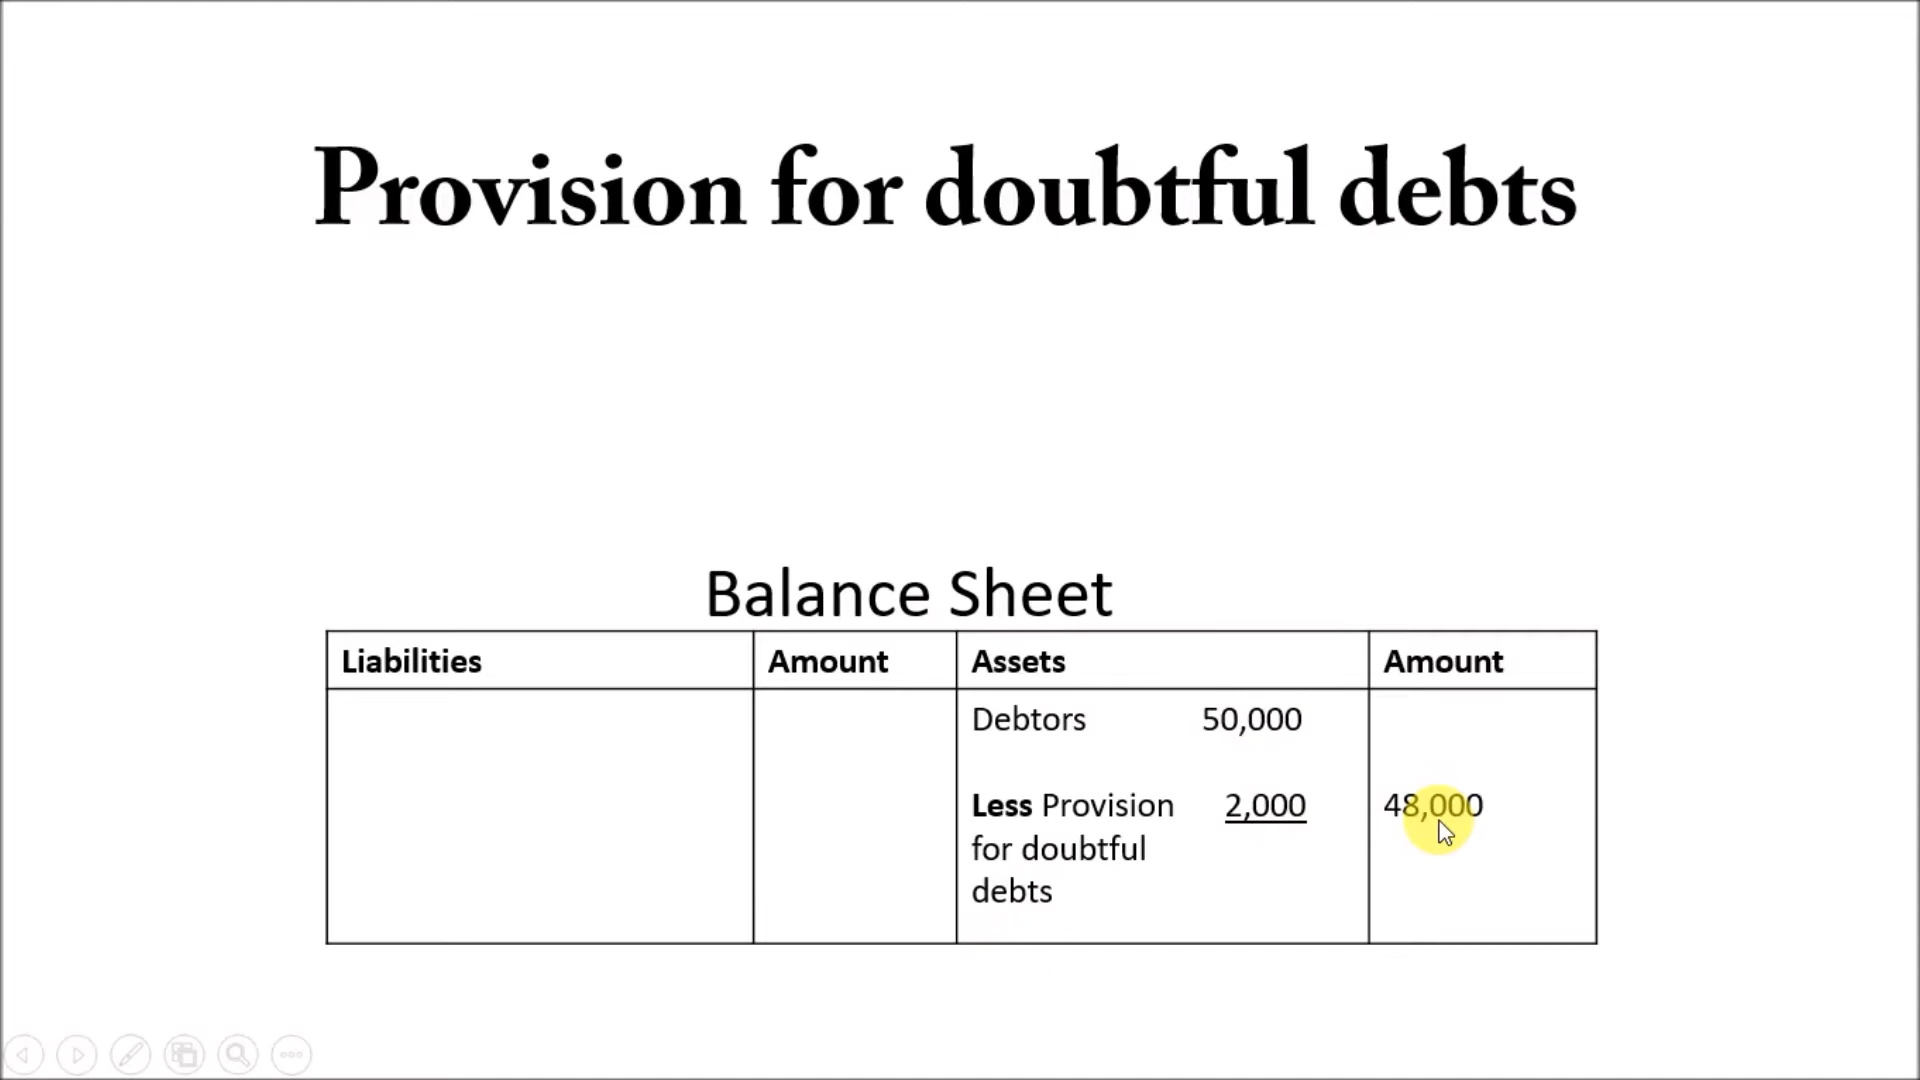 Provision for doubtful debts
Balance Sheet
Liabilities Amount Assets Amount
Debtors 50,000
Less Provision 2,000 48,000
for doubtful
debts